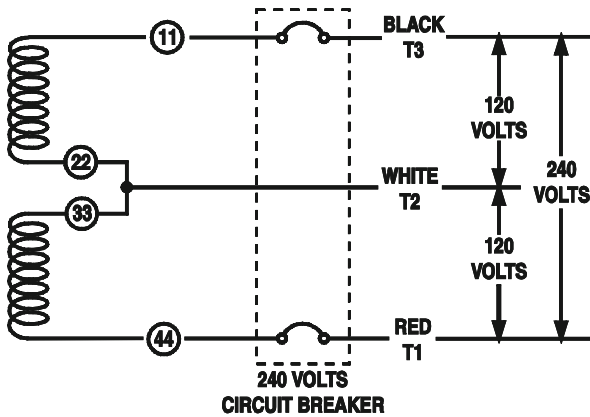 11
BLACK
T3
120
VOLTS
22
WHITE
T2
240
VOLTS
33
120
VOLTS
44
RED
T1
240 VOLTS
CIRCUIT BREAKER